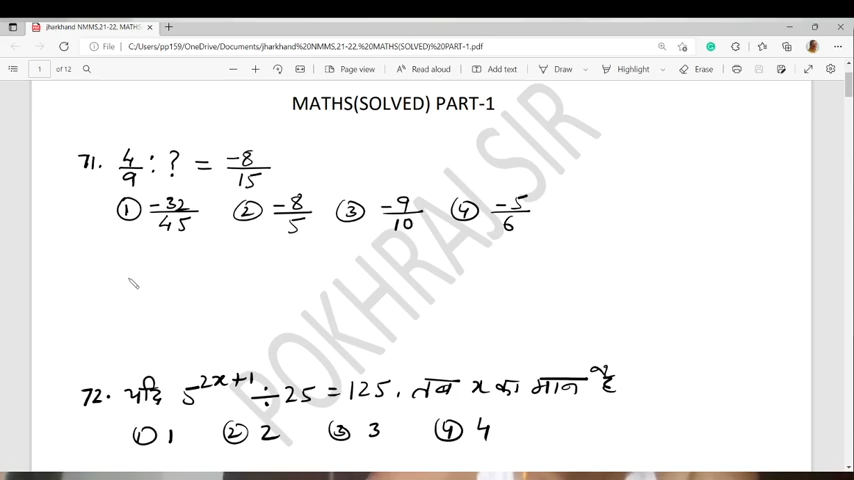 jharkhand NMMS,21-22, MATHS
File C:/Users/pp159/OneDrive/Documents/jharkhand%20NMMS,21-22,%20MATHS(SOLVED)%20PART-1.pdf
1 of 12 Page view Read aloud Add text Draw Highlight Erase
MATHS(SOLVED) PART-1
71. 4/9 : ? = -8/15
① -32/45 ② -8/5 ③ -9/10 ④ -5/6
POKHRAJ SIR
72. यदि 5^2x+1 ÷ 25 = 125, तब x का मान है
① 1 ② 2 ③ 3 ④ 4